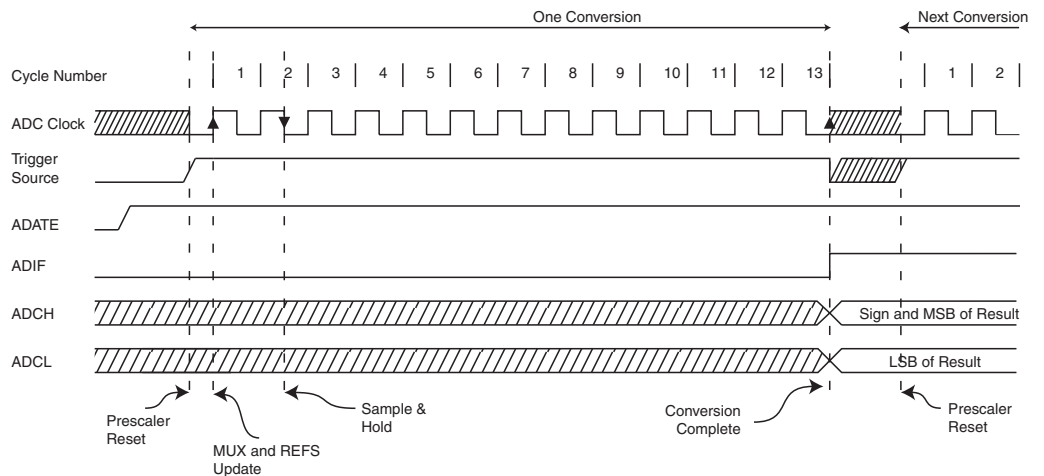 One Conversion
Next Conversion
Cycle Number
1 2 3 4 5 6 7 8 9 10 11 12 13 1 2
ADC Clock
Trigger
Source
ADATE
ADIF
ADCH
Sign and MSB of Result
ADCL
LSB of Result
Prescaler
Reset
MUX and REFS
Update
Sample &
Hold
Conversion
Complete
Prescaler
Reset